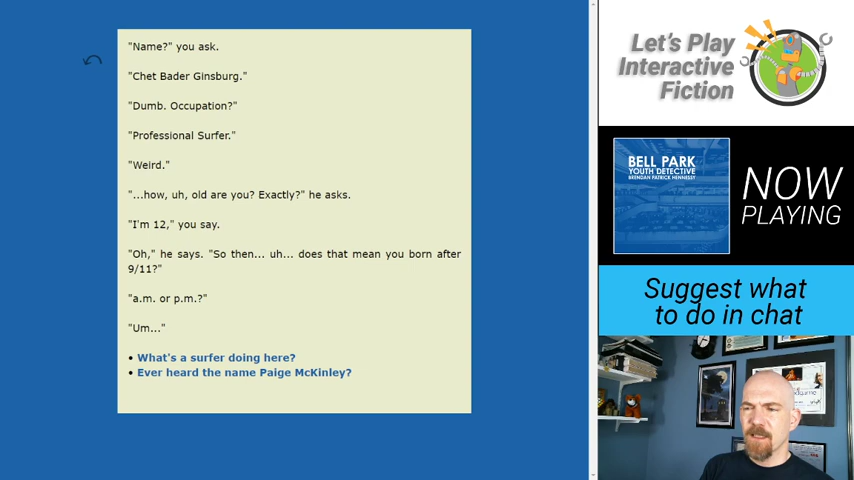 "Name?" you ask.
"Chet Bader Ginsburg."
"Dumb. Occupation?"
"Professional Surfer."
"Weird."
"...how, uh, old are you? Exactly?" he asks.
"I'm 12," you say.
"Oh," he says. "So then... uh... does that mean you born after
9/11?"
"a.m. or p.m.?"
"Um..."
• What's a surfer doing here?
• Ever heard the name Paige McKinley?
Let's Play
Interactive
Fiction
BELL PARK
YOUTH DETECTIVE
BRENDAN PATRICK HENNESSY
NOW
PLAYING
Suggest what
to do in chat